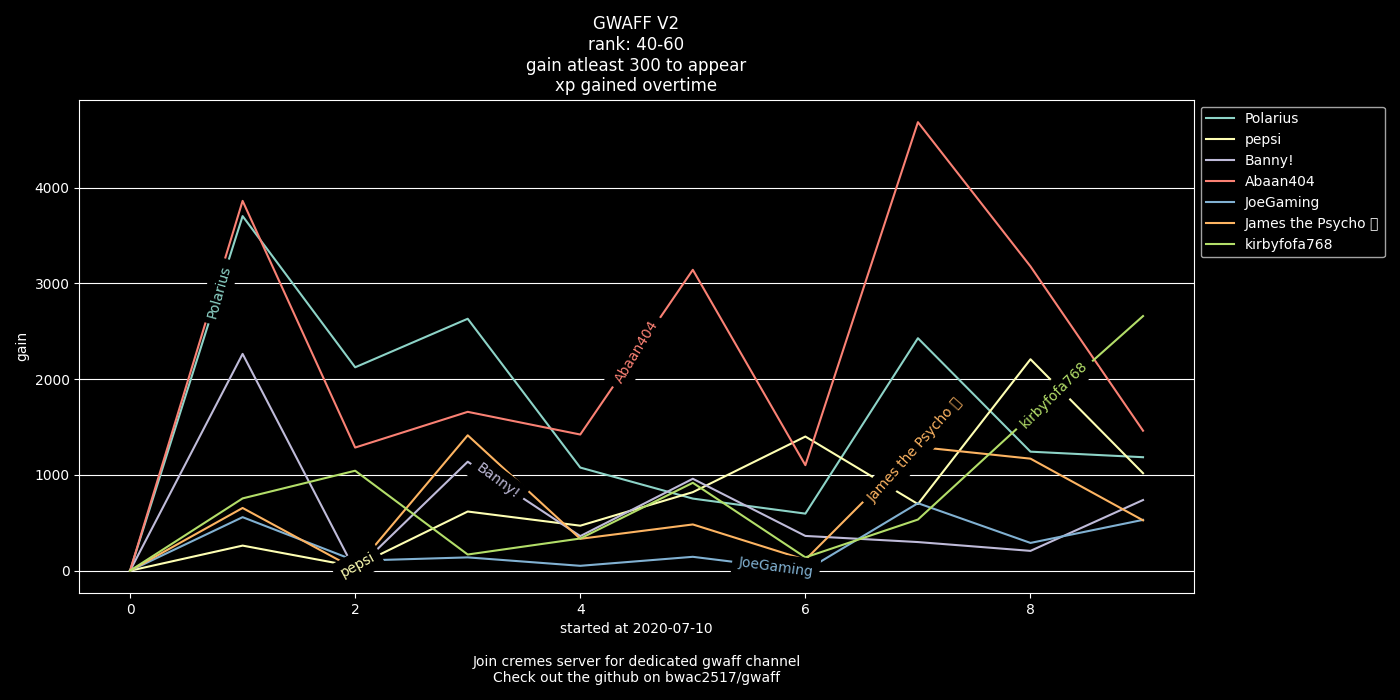 GWAFF V2
rank: 40-60
gain atleast 300 to appear
xp gained overtime
Polarius
pepsi
Banny!
Abaan404
JoeGaming
James the Psycho
kirbyfofa768
4000
3000
2000
1000
0
gain
Polarius
pepsi
Banny!
Abaan404
JoeGaming
James the Psycho
kirbyfofa768
0
2
4
6
8
started at 2020-07-10
Join cremes server for dedicated gwaff channel
Check out the github on bwac2517/gwaff